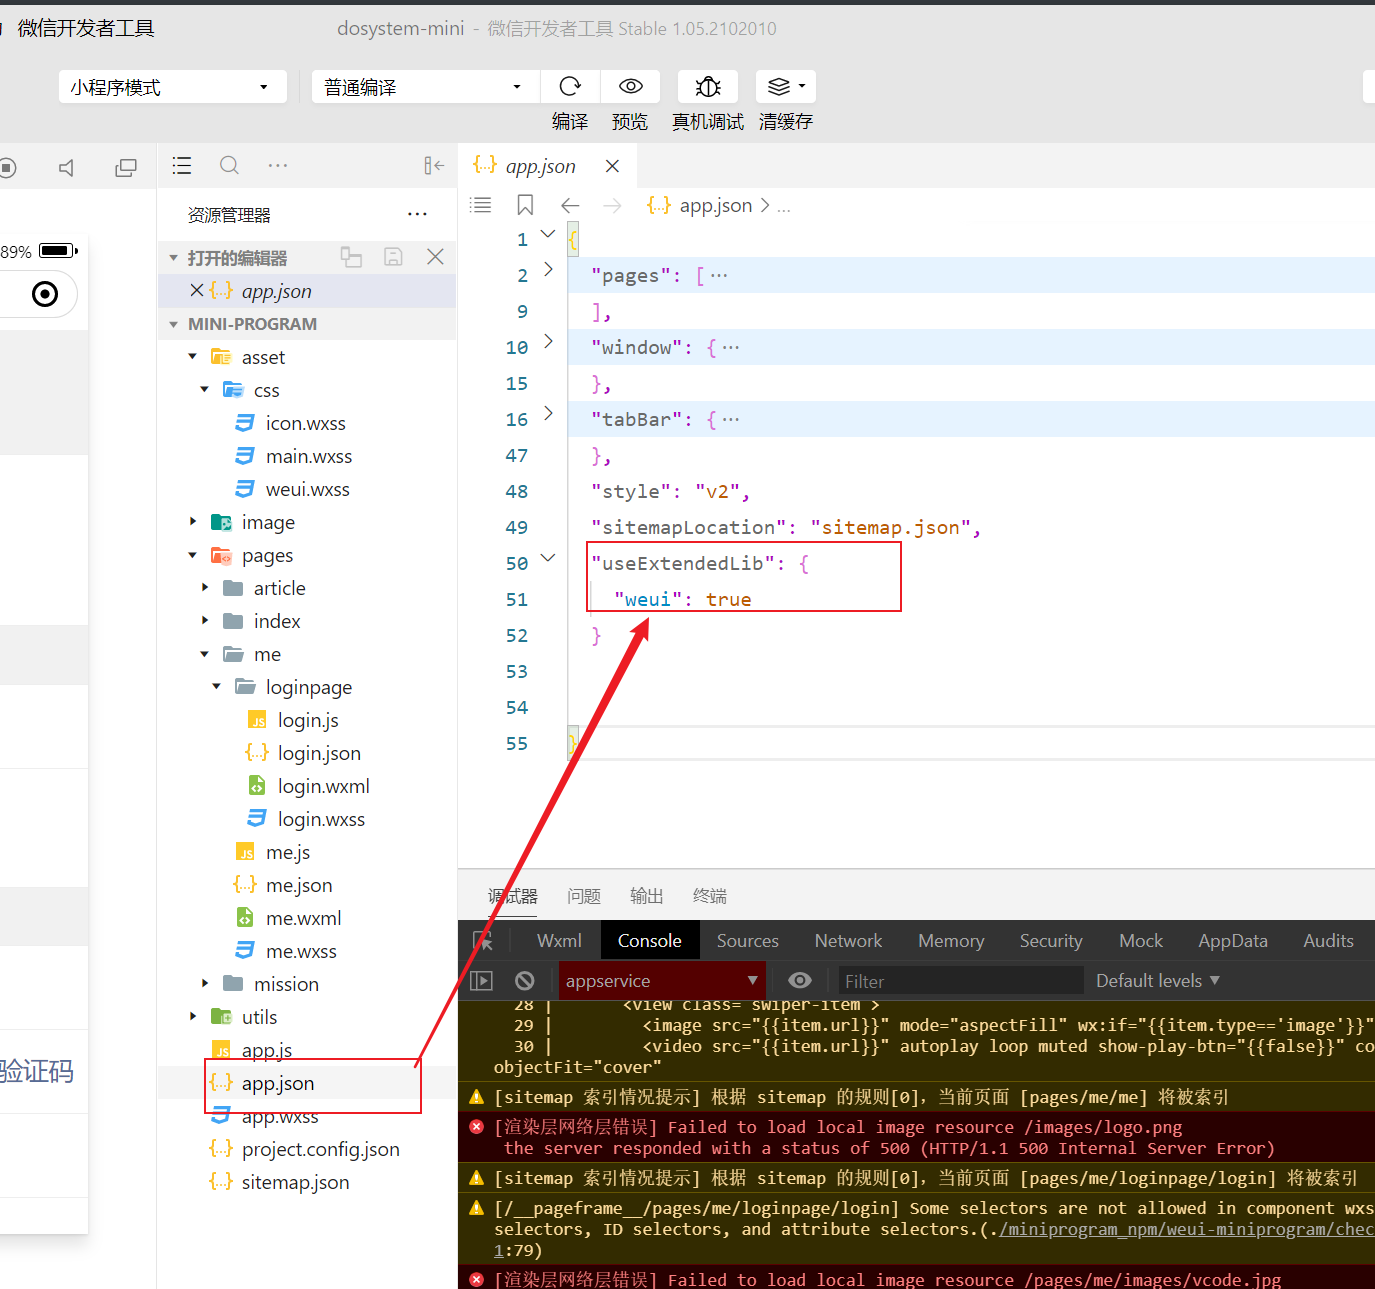 微信开发者工具
dosystem-mini - 微信开发者工具 Stable 1.05.2102010
小程序模式
普通编译
编译
预览
真机调试
清缓存
app.json
资源管理器
app.json > ...
89%
打开的编辑器
app.json
MINI-PROGRAM
asset
css
icon.wxss
main.wxss
weui.wxss
image
pages
article
index
me
loginpage
login.js
login.json
login.wxml
login.wxss
me.js
me.json
me.wxml
me.wxss
mission
utils
app.js
app.json
app.wxss
project.config.json
sitemap.json
验证码
1 {
2 "pages": [ ...
9 ],
10 "window": { ...
15 },
16 "tabBar": { ...
47 },
48 "style": "v2",
49 "sitemapLocation": "sitemap.json",
50 "useExtendedLib": {
51 "weui": true
52 }
53
54
55 }
调试器 问题 输出 终端
Wxml Console Sources Network Memory Security Mock AppData Audits
appservice Filter Default levels
28 | <view class="swiper-item">
29 | <image src="{{item.url}}" mode="aspectFill" wx:if="{{item.type=='image'}}"
30 | <video src="{{item.url}}" autoplay loop muted show-play-btn="{{false}}" co
objectFit="cover"
[sitemap 索引情况提示] 根据 sitemap 的规则[0]，当前页面 [pages/me/me] 将被索引
[渲染层网络层错误] Failed to load local image resource /images/logo.png
the server responded with a status of 500 (HTTP/1.1 500 Internal Server Error)
[sitemap 索引情况提示] 根据 sitemap 的规则[0]，当前页面 [pages/me/loginpage/login] 将被索引
[/__pageframe__/pages/me/loginpage/login] Some selectors are not allowed in component wxs
selectors, ID selectors, and attribute selectors.(./miniprogram_npm/weui-miniprogram/chec
1:79)
[渲染层网络层错误] Failed to load local image resource /pages/me/images/vcode.jpg